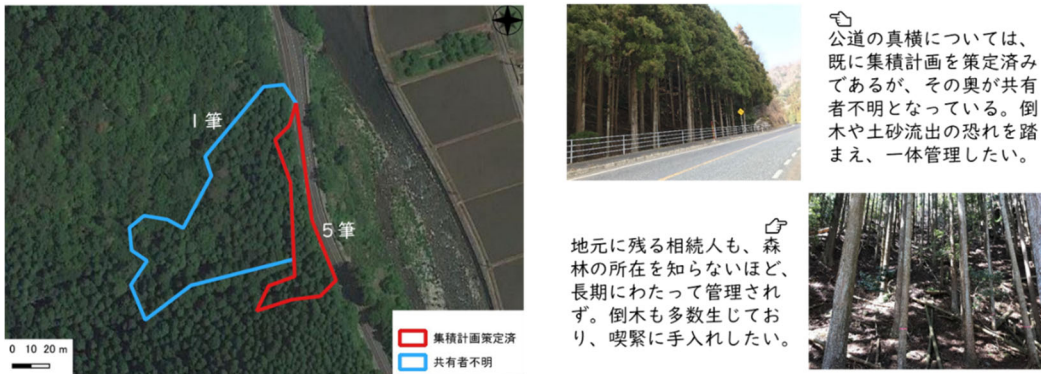 1筆
5筆
0 10 20 m
集積計画策定済
共有者不明
公道の真横については、
既に集積計画を策定済み
であるが、その奥が共有
者不明となっている。倒
木や土砂流出の恐れを踏
まえ、一体管理したい。
地元に残る相続人も、森
林の所在を知らないほど、
長期にわたって管理され
ず。倒木も多数生じてお
り、喫緊に手入れしたい。